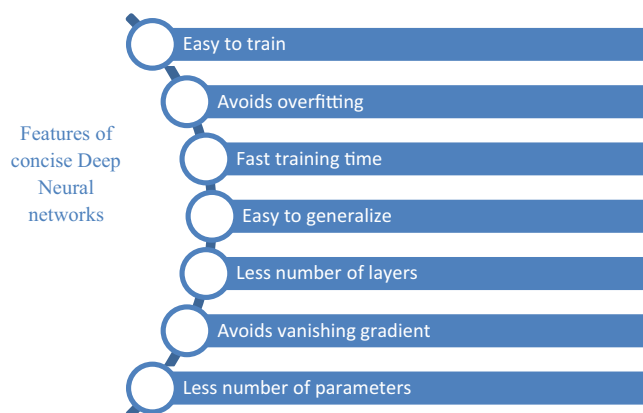 Features of
concise Deep
Neural
networks
Easy to train
Avoids overfitting
Fast training time
Easy to generalize
Less number of layers
Avoids vanishing gradient
Less number of parameters